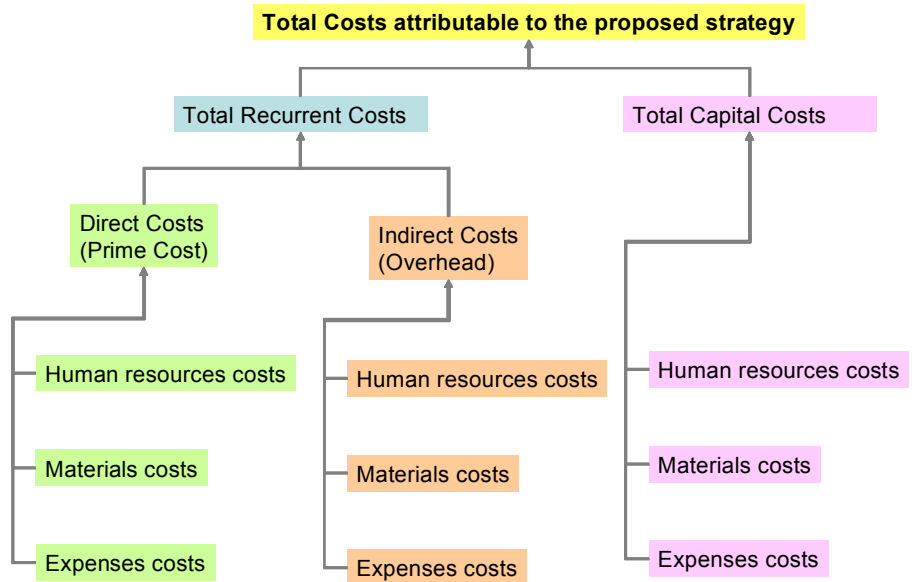 Total Costs attributable to the proposed strategy
Total Recurrent Costs
Total Capital Costs
Direct Costs
(Prime Cost)
Indirect Costs
(Overhead)
Human resources costs
Human resources costs
Human resources costs
Materials costs
Materials costs
Materials costs
Expenses costs
Expenses costs
Expenses costs